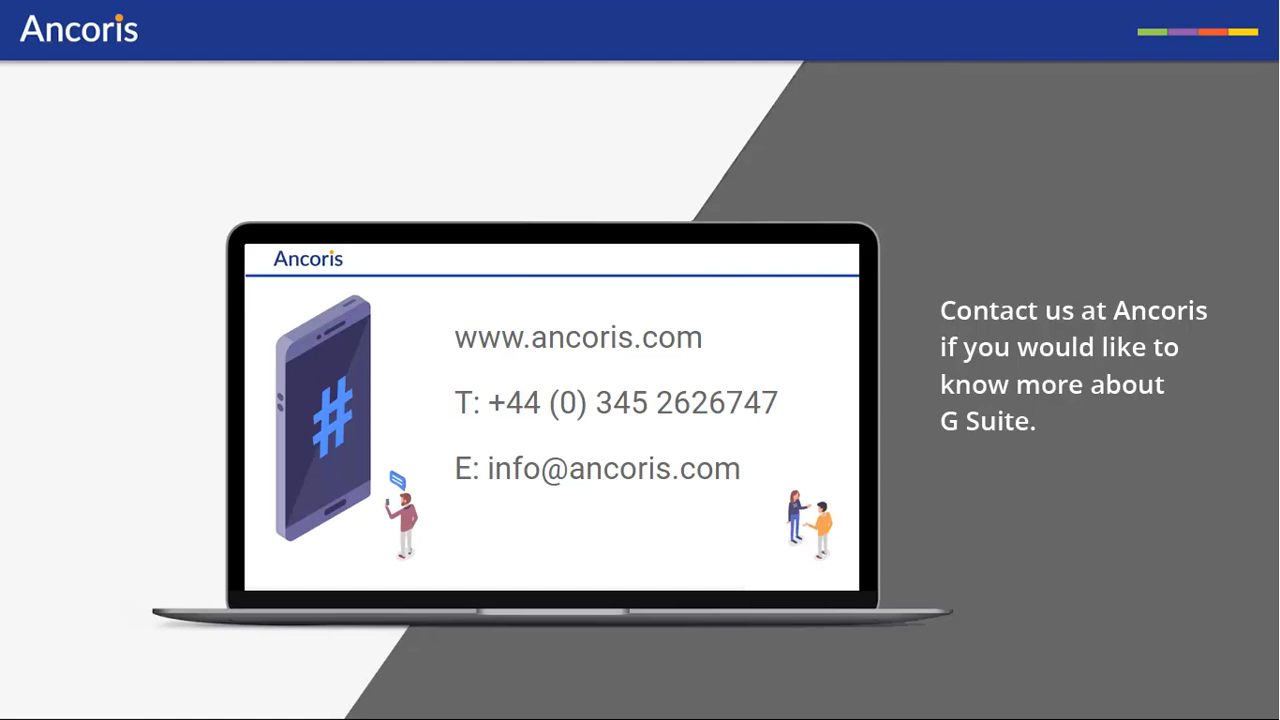 Ancoris
Ancoris
www.ancoris.com
T: +44 (0) 345 2626747
E: info@ancoris.com
#
Contact us at Ancoris
if you would like to
know more about
G Suite.